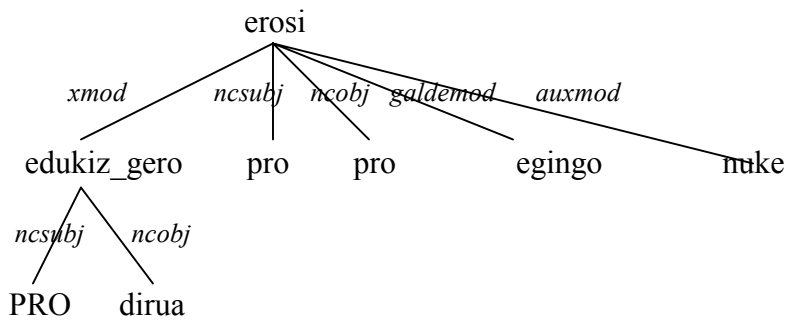 erosi
xmod ncsubj ncobj galdemod auxmod
edukiz_gero pro pro egingo nuke
ncsubj ncobj
PRO dirua